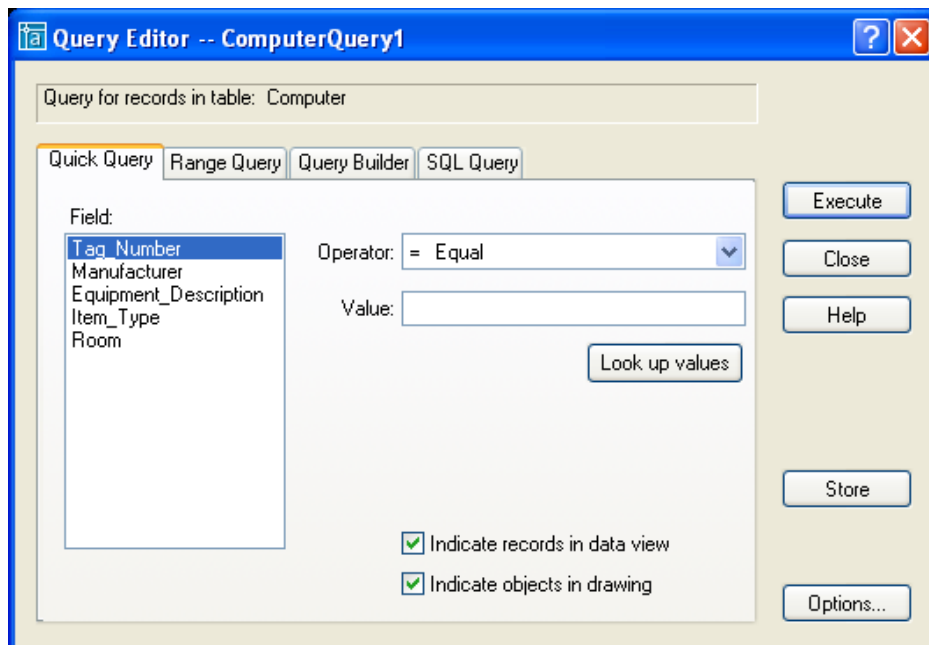 Query Editor -- ComputerQuery1
Query for records in table: Computer
Quick Query
Range Query
Query Builder
SQL Query
Field:
Tag_Number
Manufacturer
Equipment_Description
Item_Type
Room
Operator:
= Equal
Value:
Look up values
Indicate records in data view
Indicate objects in drawing
Execute
Close
Help
Store
Options...